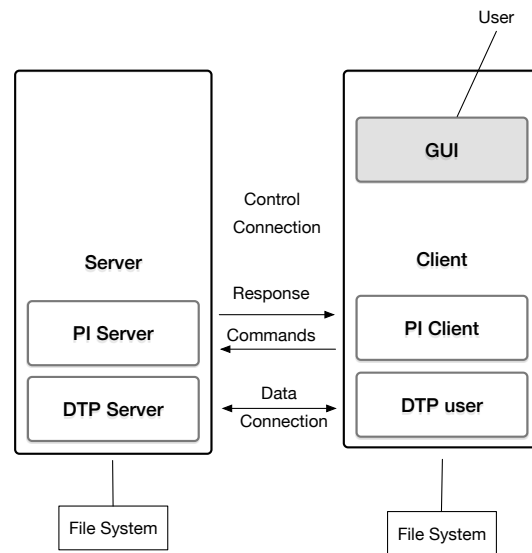 User
GUI
Control
Connection
Server
Client
Response
PI Server
PI Client
Commands
DTP Server
Data
Connection
DTP user
File System
File System